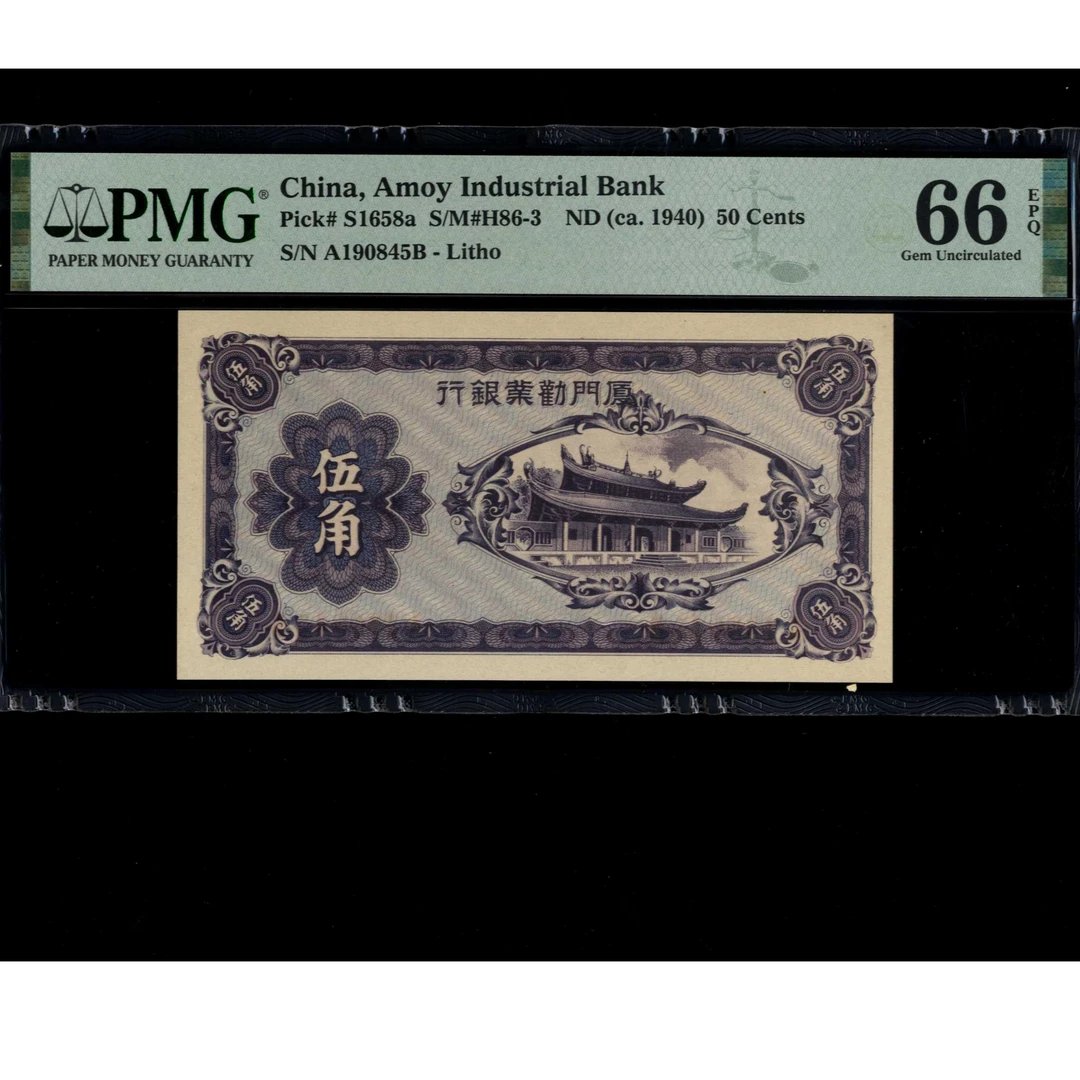 PMG®
PAPER MONEY GUARANTY
China, Amoy Industrial Bank
Pick# S1658a S/M#H86-3 ND (ca. 1940) 50 Cents
S/N A190845B - Litho
66
EPQ
Gem Uncirculated
伍角
伍角
行銀業勸門廈
伍角
伍角
伍角